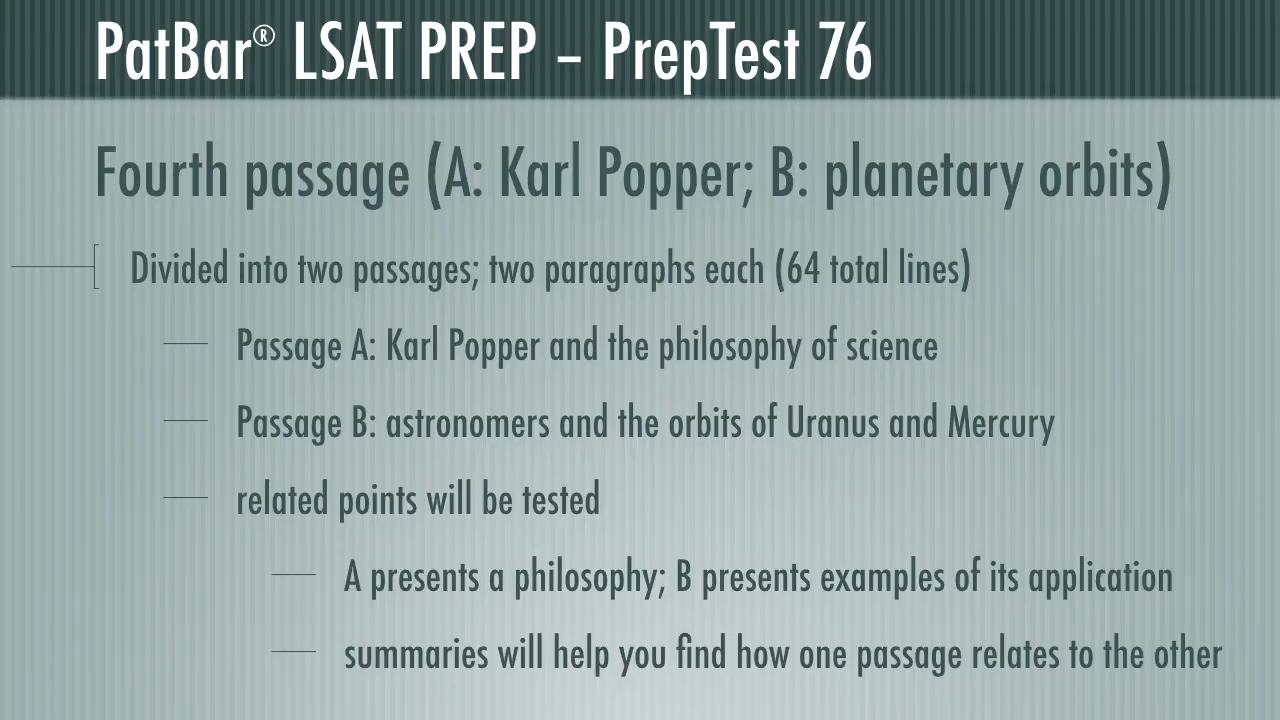 PatBar® LSAT PREP – PrepTest 76
Fourth passage (A: Karl Popper; B: planetary orbits)
Divided into two passages; two paragraphs each (64 total lines)
Passage A: Karl Popper and the philosophy of science
Passage B: astronomers and the orbits of Uranus and Mercury
related points will be tested
A presents a philosophy; B presents examples of its application
summaries will help you find how one passage relates to the other